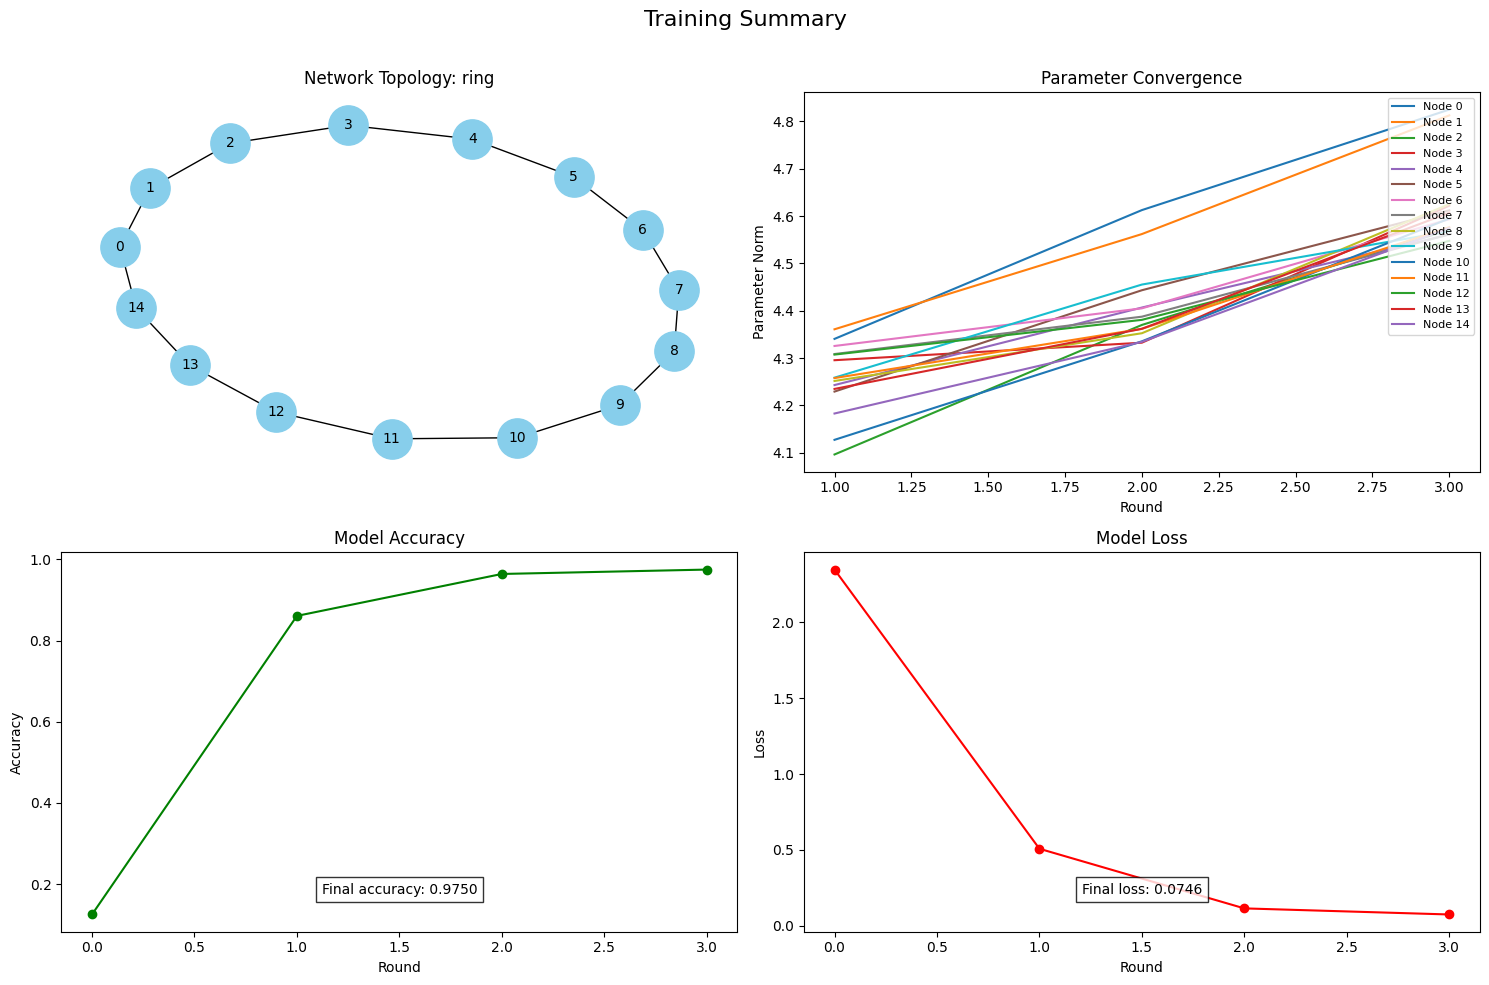 Training Summary
Network Topology: ring
0
1
2
3
4
5
6
7
8
9
10
11
12
13
14
Parameter Convergence
Parameter Norm
4.8
4.7
4.6
4.5
4.4
4.3
4.2
4.1
1.00 1.25 1.50 1.75 2.00 2.25 2.50 2.75 3.00
Round
Node 0
Node 1
Node 2
Node 3
Node 4
Node 5
Node 6
Node 7
Node 8
Node 9
Node 10
Node 11
Node 12
Node 13
Node 14
Model Accuracy
Accuracy
1.0
0.8
0.6
0.4
0.2
Final accuracy: 0.9750
0.0 0.5 1.0 1.5 2.0 2.5 3.0
Round
Model Loss
Loss
2.0
1.5
1.0
0.5
0.0
Final loss: 0.0746
0.0 0.5 1.0 1.5 2.0 2.5 3.0
Round